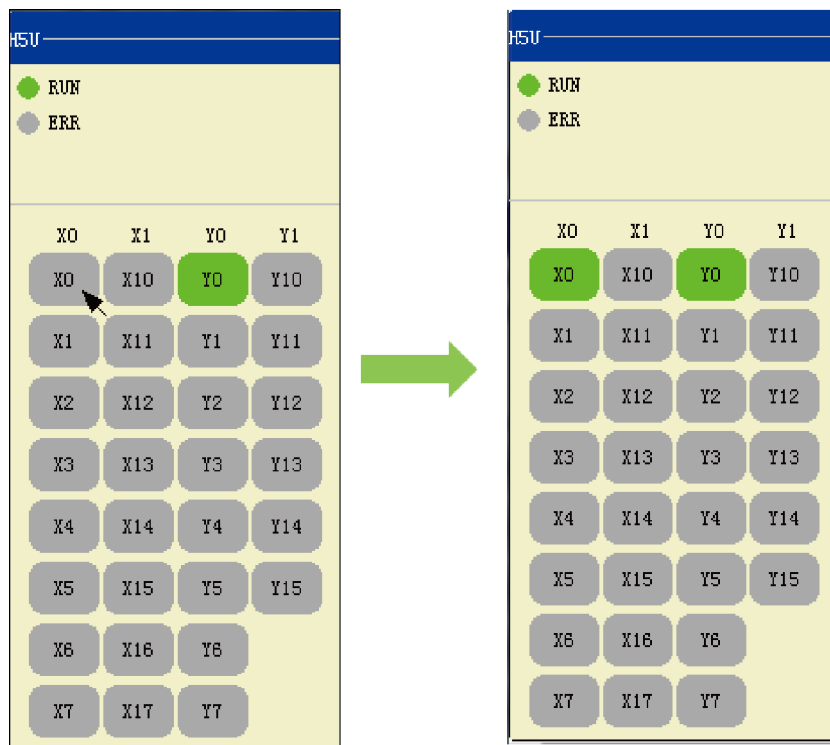 H5U
RUN
ERR
X0 X1 Y0 Y1
X0 X10 Y0 Y10
X1 X11 Y1 Y11
X2 X12 Y2 Y12
X3 X13 Y3 Y13
X4 X14 Y4 Y14
X5 X15 Y5 Y15
X6 X16 Y6
X7 X17 Y7
H5U
RUN
ERR
X0 X1 Y0 Y1
X0 X10 Y0 Y10
X1 X11 Y1 Y11
X2 X12 Y2 Y12
X3 X13 Y3 Y13
X4 X14 Y4 Y14
X5 X15 Y5 Y15
X6 X16 Y6
X7 X17 Y7